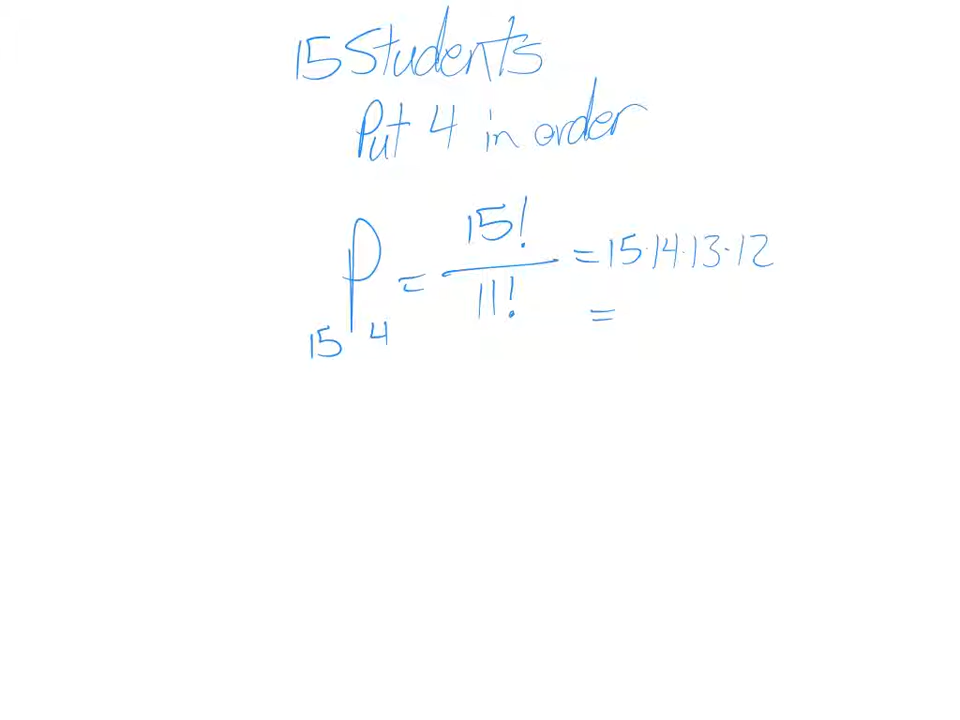 15 Students
Put 4 in order
15P4 = 15!/11! = 15·14·13·12
=